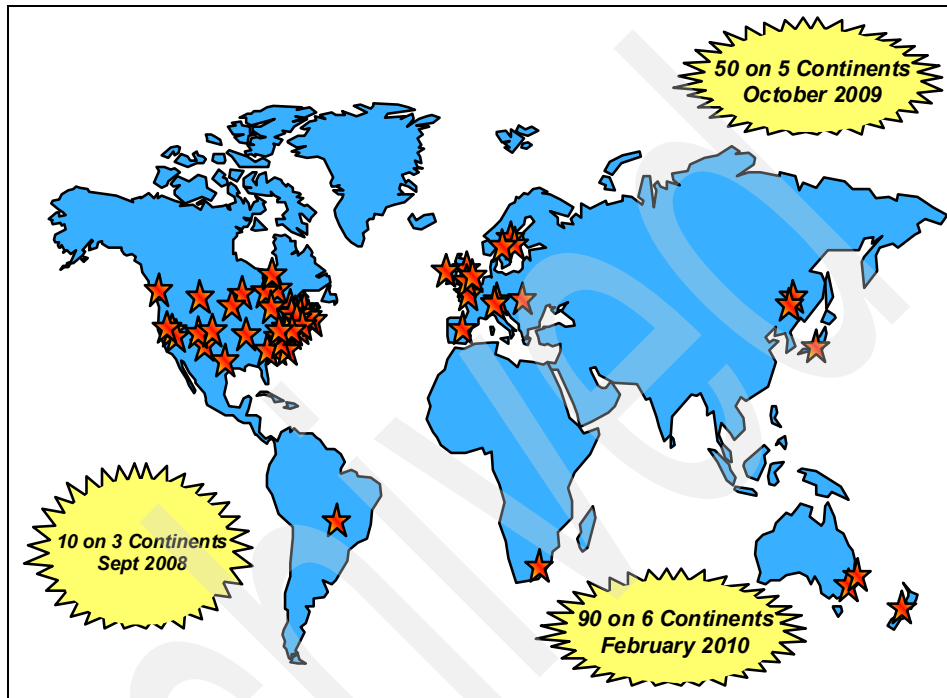 50 on 5 Continents
October 2009
10 on 3 Continents
Sept 2008
90 on 6 Continents
February 2010